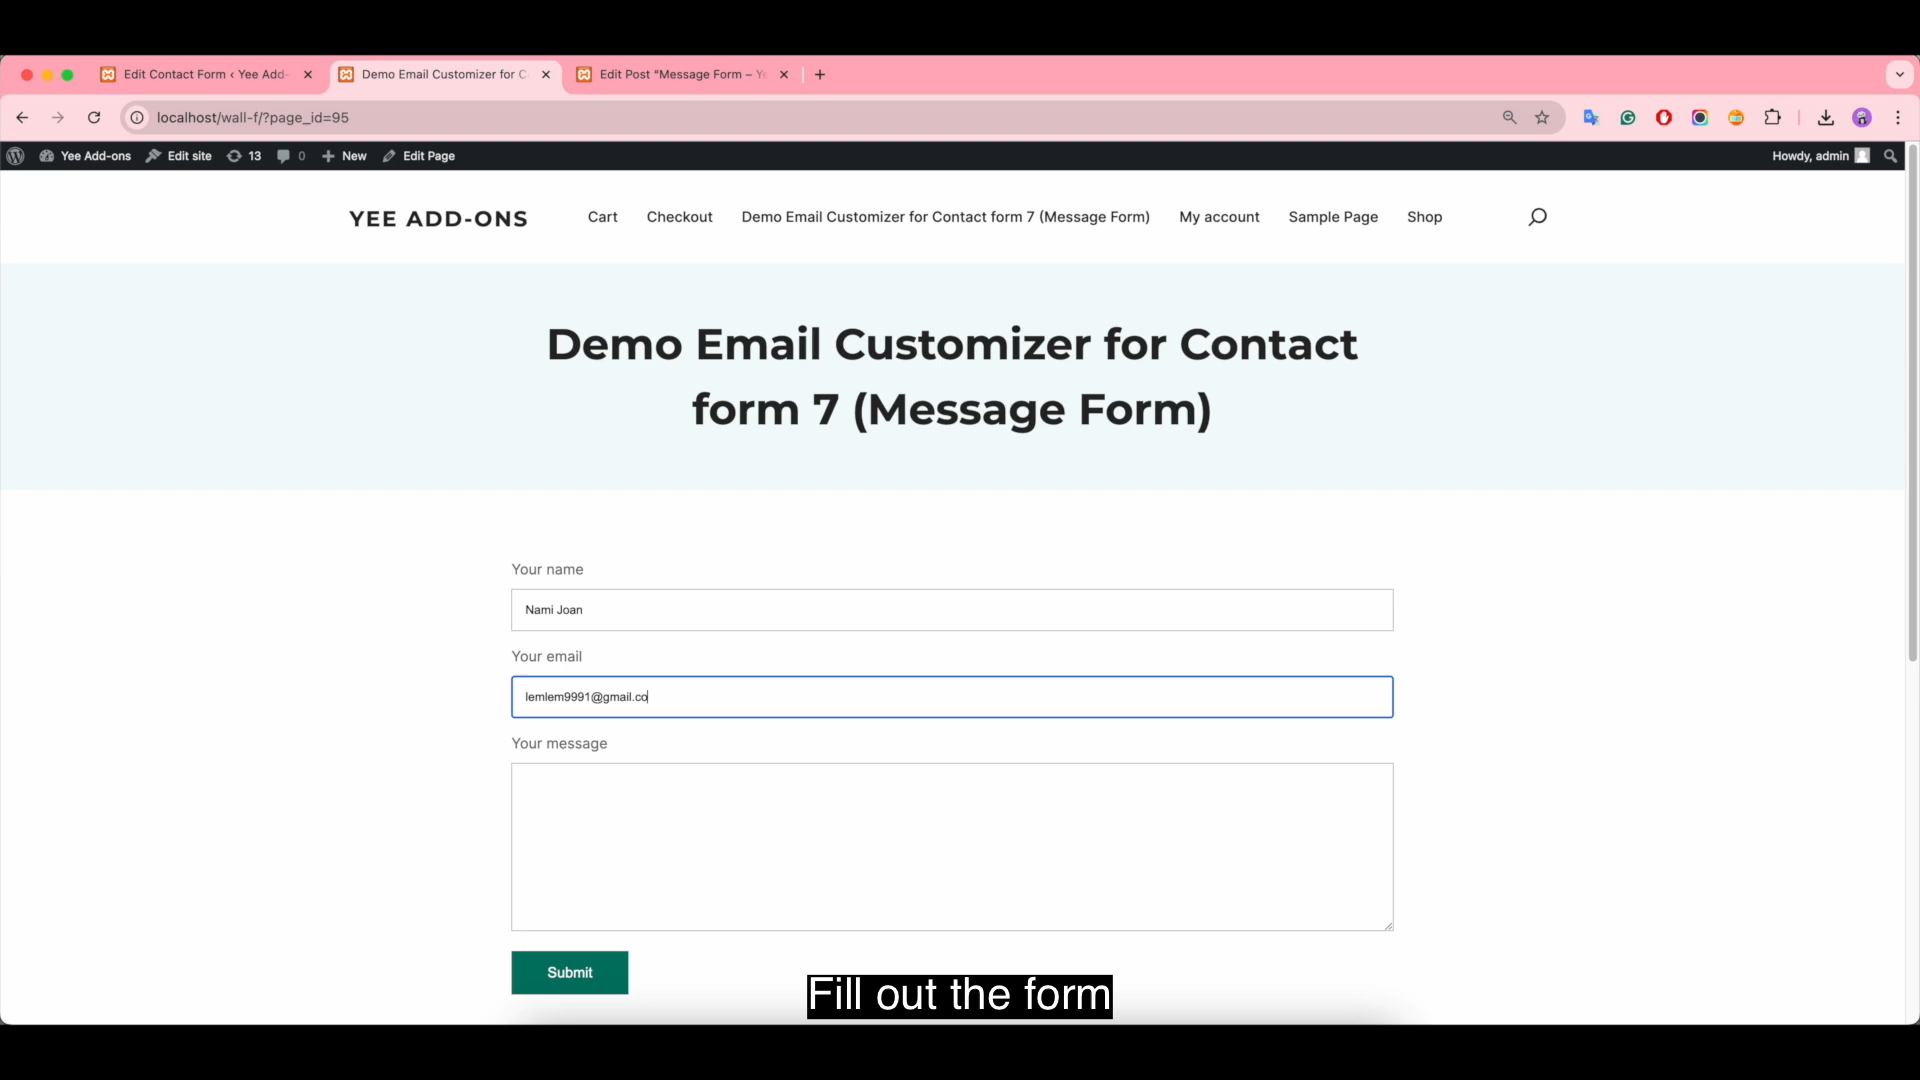 Edit Contact Form ‹ Yee Add-
Demo Email Customizer for C
Edit Post "Message Form – Ye
localhost/wall-f/?page_id=95
Yee Add-ons
Edit site
13
0
New
Edit Page
Howdy, admin
YEE ADD-ONS
Cart
Checkout
Demo Email Customizer for Contact form 7 (Message Form)
My account
Sample Page
Shop
Demo Email Customizer for Contact
form 7 (Message Form)
Your name
Nami Joan
Your email
lemlem9991@gmail.co
Your message
Submit
Fill out the form